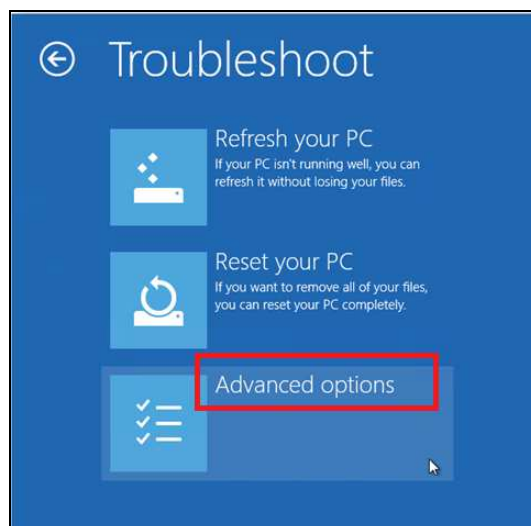 Troubleshoot
Refresh your PC
If your PC isn't running well, you can
refresh it without losing your files.
Reset your PC
If you want to remove all of your files,
you can reset your PC completely.
Advanced options